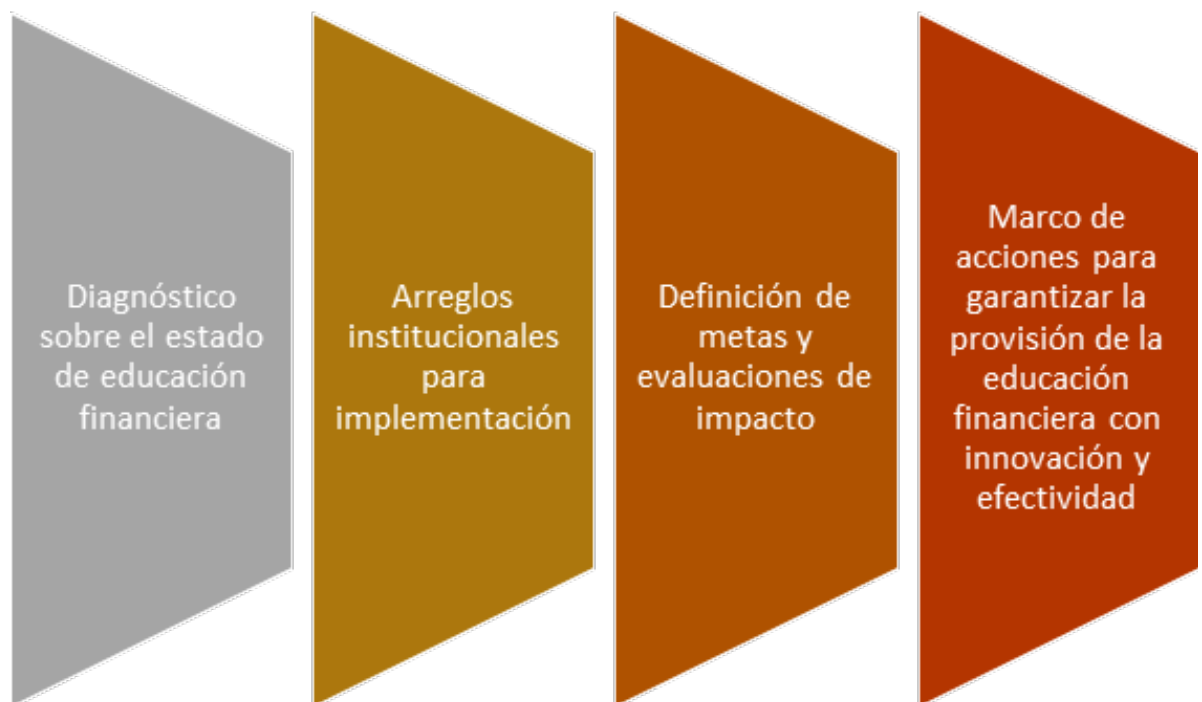 Diagnóstico
sobre el estado
de educación
financiera
Arreglos
institucionales
para
implementación
Definición de
metas y
evaluaciones de
impacto
Marco de
acciones para
garantizar la
provisión de la
educación
financiera con
innovación y
efectividad